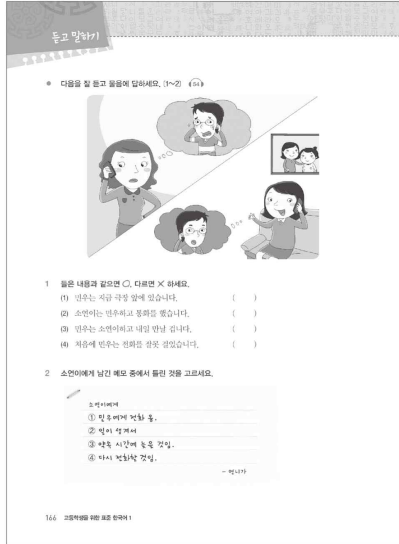 듣고 말하기
● 다음을 잘 듣고 물음에 답하세요. (1~2) 54
1 들은 내용과 같으면 ○, 다르면 ✕ 하세요.
(1) 민우는 지금 극장 앞에 있습니다. ( )
(2) 소연이는 민우하고 통화를 했습니다. ( )
(3) 민우는 소연이하고 내일 만날 겁니다. ( )
(4) 처음에 민우는 전화를 잘못 걸었습니다. ( )
2 소연이에게 남긴 메모 중에서 틀린 것을 고르세요.
소연이에게
① 민우에게 전화 옴.
② 일이 생겨서
③ 약속 시간에 늦을 것임.
④ 다시 전화할 것임.
- 언니가
166 고등학생을 위한 표준 한국어 1